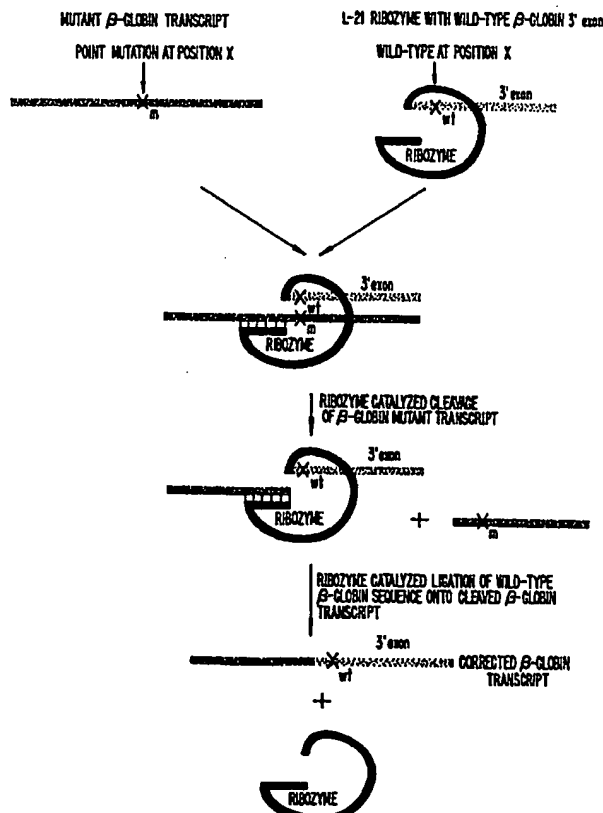 MUTANT β-GLOBIN TRANSCRIPT
POINT MUTATION AT POSITION X
m
L-21 RIBOZYME WITH WILD-TYPE β-GLOBIN 3' exon
WILD-TYPE AT POSITION X
3' exon
wt
RIBOZYME
3' exon
wt
m
RIBOZYME
RIBOZYME CATALYZED CLEAVAGE
OF β-GLOBIN MUTANT TRANSCRIPT
3' exon
wt
RIBOZYME
+
m
RIBOZYME CATALYZED LIGATION OF WILD-TYPE
β-GLOBIN SEQUENCE ONTO CLEAVED β-GLOBIN
TRANSCRIPT
3' exon
wt
CORRECTED β-GLOBIN
TRANSCRIPT
+
RIBOZYME